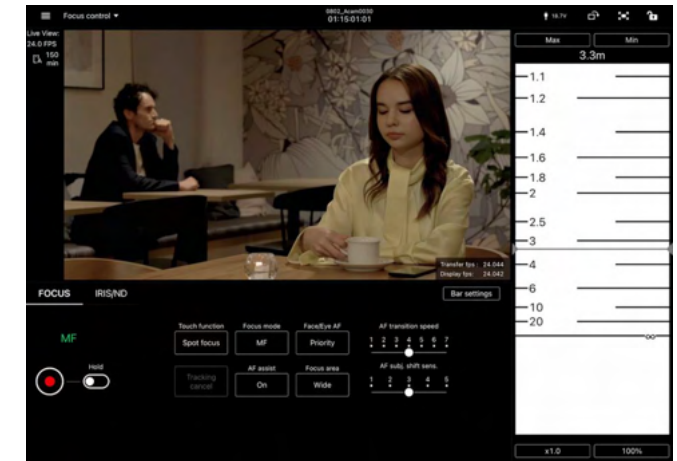 Focus control ▾
SB02_Acam0030
01:15:01:01
Live View:
24.0 FPS
150
min
Max
Min
3.3m
1.1
1.2
1.4
1.6
1.8
2
2.5
3
4
6
10
20
∞
Transfer fps : 24.044
Display fps: 24.042
FOCUS IRIS/ND
Bar settings
MF
Hold
Touch function Focus mode Face/Eye AF AF transition speed
Spot focus MF Priority
1 2 3 4 5 6 7
AF assist Focus area AF subj. shift sens.
Tracking
cancel
On Wide
1 2 3 4 5
x1.0
100%